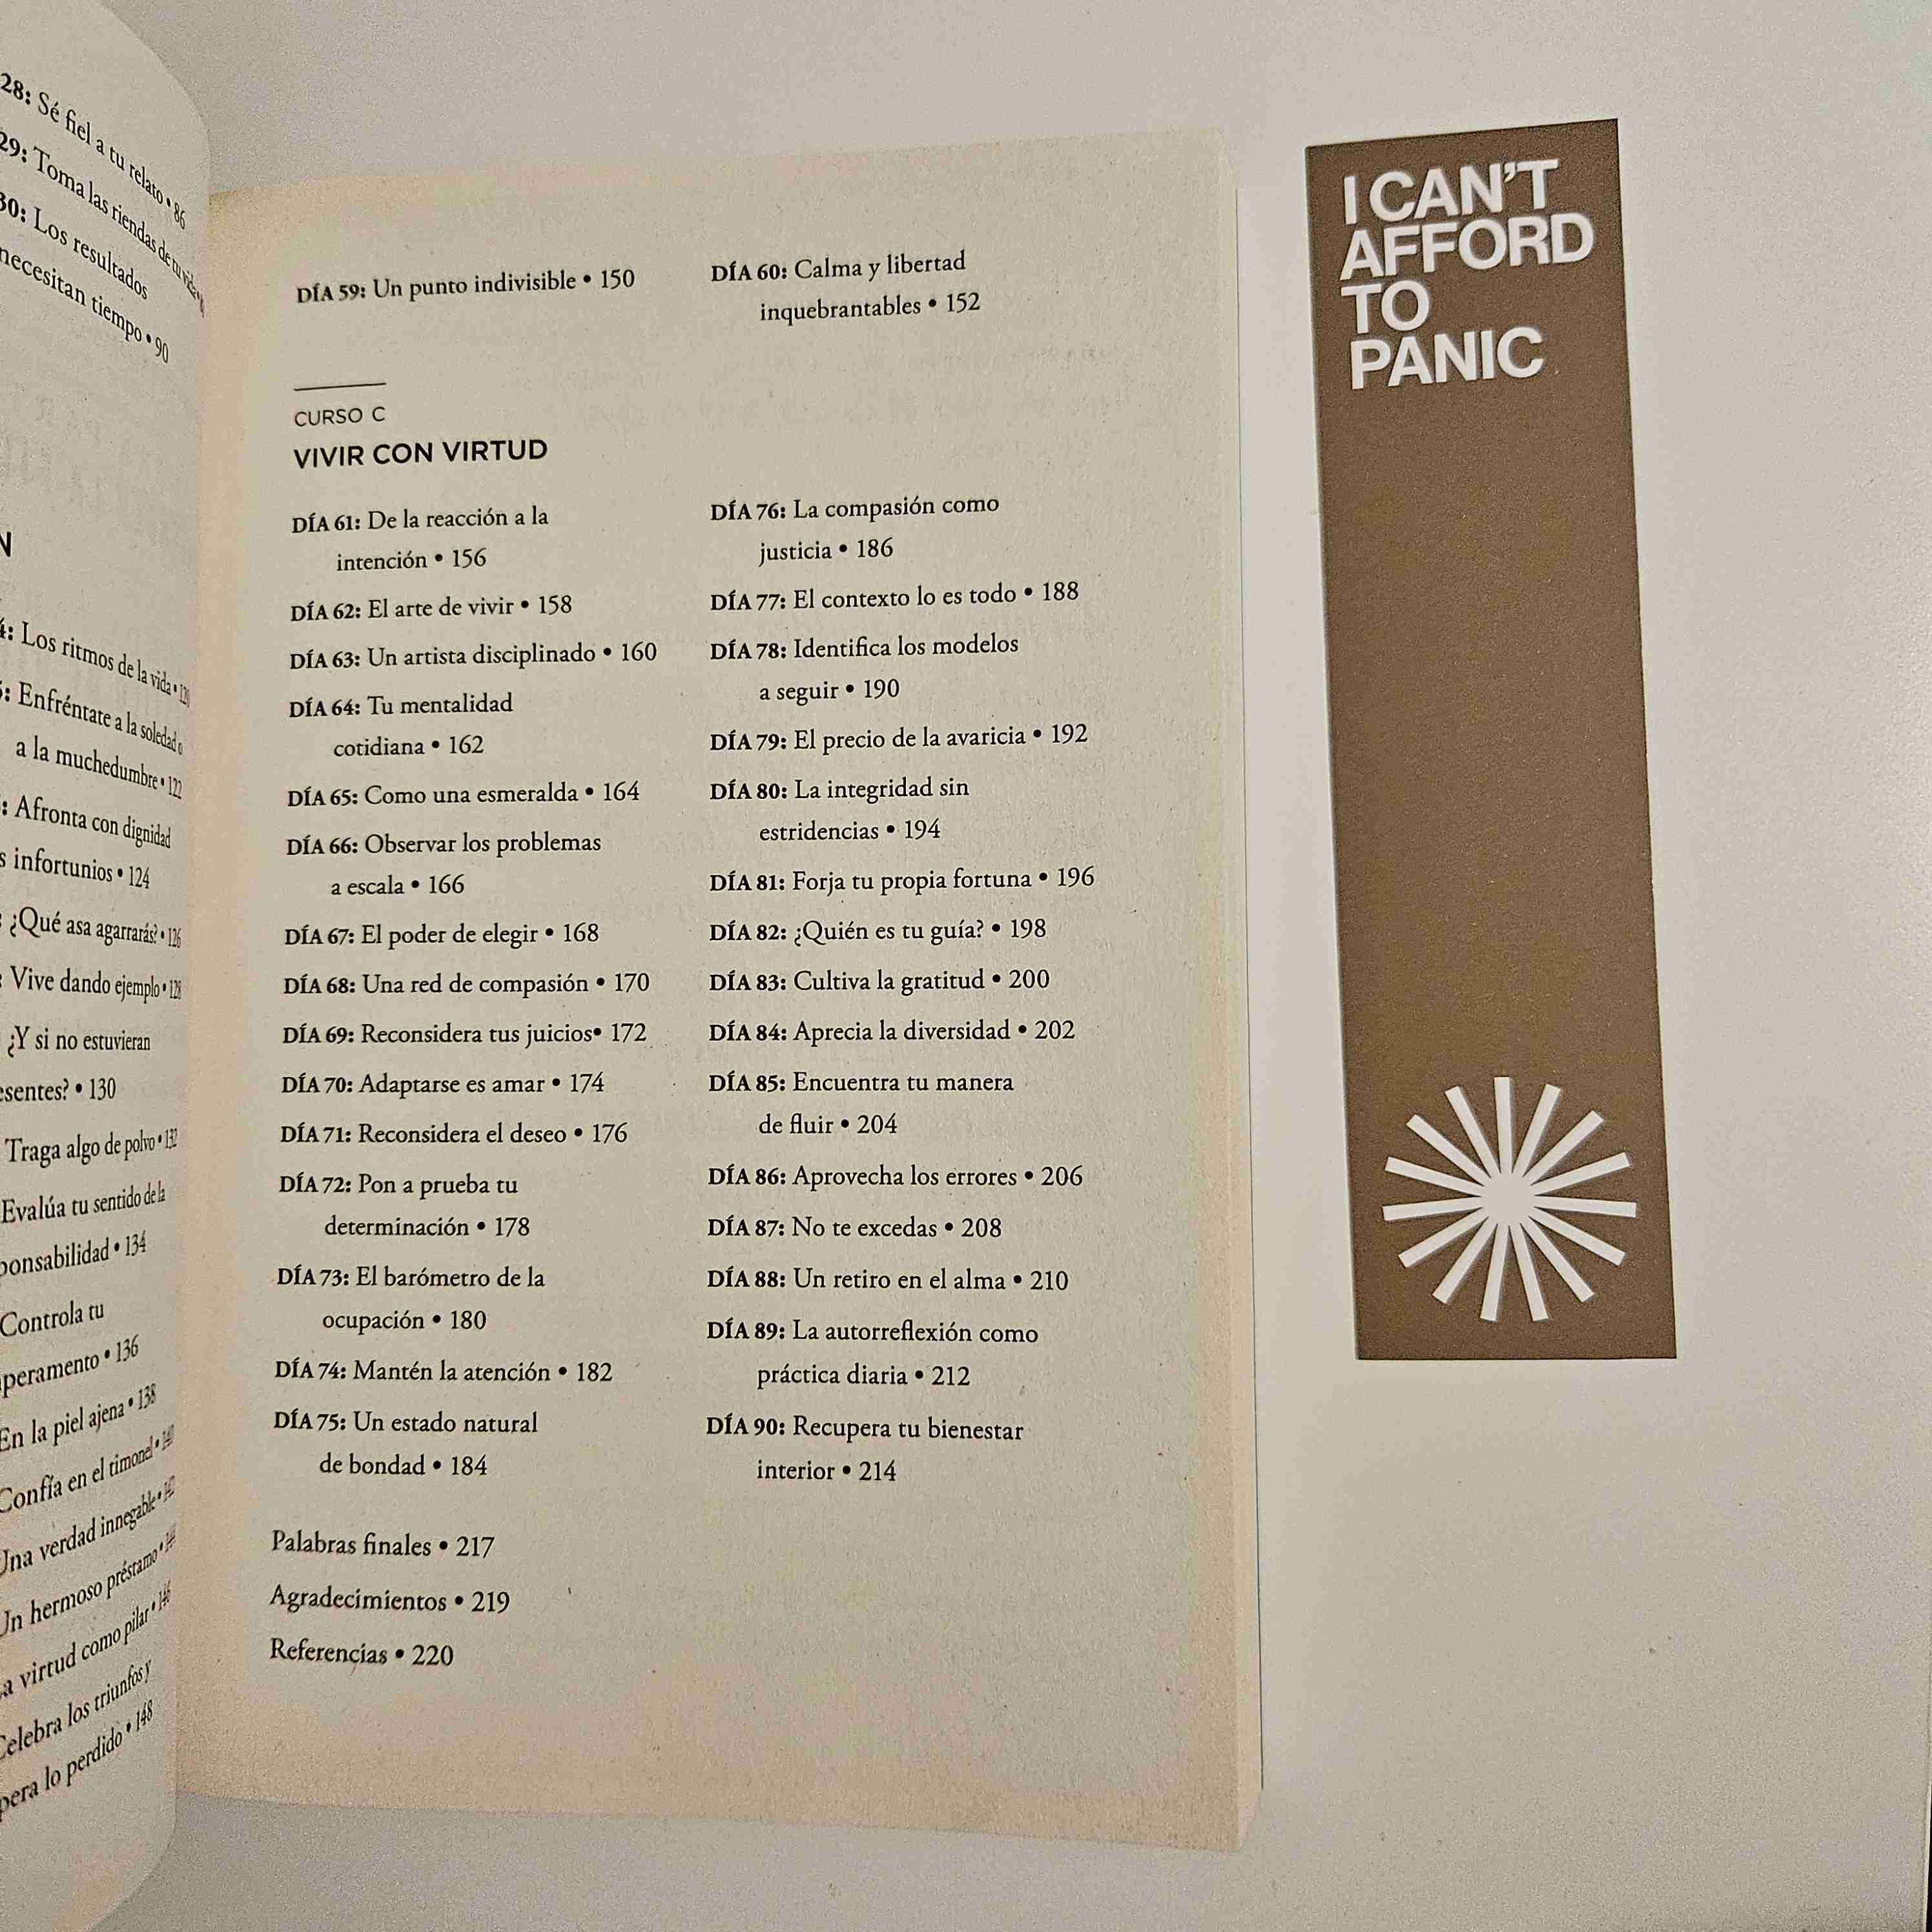 28: Sé fiel a tu relato • 86
29: Toma las riendas de tu vida
30: Los resultados
necesitan tiempo • 90
N
4: Los ritmos de la vida • 120
Enfréntate a la soledad o
a la muchedumbre • 122
: Afronta con dignidad
infortunios • 124
: ¿Qué asa agarrarás? • 126
: Vive dando ejemplo • 128
¿Y si no estuvieran
esentes? • 130
Traga algo de polvo • 132
Evalúa tu sentido de la
ponsabilidad • 134
Controla tu
peramento • 136
En la piel ajena • 138
Confía en el timonel • 140
Una verdad innegable • 142
Un hermoso préstamo • 144
a virtud como pilar • 146
Celebra los triunfos y
pera lo perdido • 148
DÍA 59: Un punto indivisible • 150
DÍA 60: Calma y libertad
inquebrantables • 152
CURSO C
VIVIR CON VIRTUD
DÍA 61: De la reacción a la
intención • 156
DÍA 62: El arte de vivir • 158
DÍA 63: Un artista disciplinado • 160
DÍA 64: Tu mentalidad
cotidiana • 162
DÍA 65: Como una esmeralda • 164
DÍA 66: Observar los problemas
a escala • 166
DÍA 67: El poder de elegir • 168
DÍA 68: Una red de compasión • 170
DÍA 69: Reconsidera tus juicios• 172
DÍA 70: Adaptarse es amar • 174
DÍA 71: Reconsidera el deseo • 176
DÍA 72: Pon a prueba tu
determinación • 178
DÍA 73: El barómetro de la
ocupación • 180
DÍA 74: Mantén la atención • 182
DÍA 75: Un estado natural
de bondad • 184
DÍA 76: La compasión como
justicia • 186
DÍA 77: El contexto lo es todo • 188
DÍA 78: Identifica los modelos
a seguir • 190
DÍA 79: El precio de la avaricia • 192
DÍA 80: La integridad sin
estridencias • 194
DÍA 81: Forja tu propia fortuna • 196
DÍA 82: ¿Quién es tu guía? • 198
DÍA 83: Cultiva la gratitud • 200
DÍA 84: Aprecia la diversidad • 202
DÍA 85: Encuentra tu manera
de fluir • 204
DÍA 86: Aprovecha los errores • 206
DÍA 87: No te excedas • 208
DÍA 88: Un retiro en el alma • 210
DÍA 89: La autorreflexión como
práctica diaria • 212
DÍA 90: Recupera tu bienestar
interior • 214
Palabras finales • 217
Agradecimientos • 219
Referencias • 220
I CAN'T
AFFORD
TO
PANIC